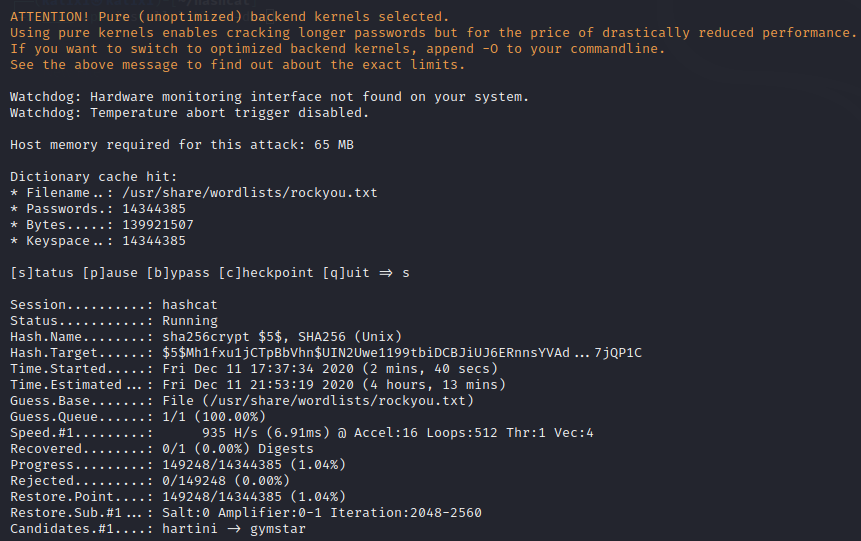 ATTENTION! Pure (unoptimized) backend kernels selected.
Using pure kernels enables cracking longer passwords but for the price of drastically reduced performance.
If you want to switch to optimized backend kernels, append -O to your commandline.
See the above message to find out about the exact limits.
Watchdog: Hardware monitoring interface not found on your system.
Watchdog: Temperature abort trigger disabled.
Host memory required for this attack: 65 MB
Dictionary cache hit:
* Filename..: /usr/share/wordlists/rockyou.txt
* Passwords.: 14344385
* Bytes.....: 139921507
* Keyspace..: 14344385
[s]tatus [p]ause [b]ypass [c]heckpoint [q]uit => s
Session..........: hashcat
Status...........: Running
Hash.Name........: sha256crypt $5$, SHA256 (Unix)
Hash.Target......: $5$Mh1fxu1jCTpBbVhn$UIN2Uwe1199tbiDCBJiUJ6ERnnsYVAd...7jQP1C
Time.Started.....: Fri Dec 11 17:37:34 2020 (2 mins, 40 secs)
Time.Estimated...: Fri Dec 11 21:53:19 2020 (4 hours, 13 mins)
Guess.Base.......: File (/usr/share/wordlists/rockyou.txt)
Guess.Queue......: 1/1 (100.00%)
Speed.#1.........:      935 H/s (6.91ms) @ Accel:16 Loops:512 Thr:1 Vec:4
Recovered........: 0/1 (0.00%) Digests
Progress.........: 149248/14344385 (1.04%)
Rejected.........: 0/149248 (0.00%)
Restore.Point....: 149248/14344385 (1.04%)
Restore.Sub.#1...: Salt:0 Amplifier:0-1 Iteration:2048-2560
Candidates.#1....: hartini -> gymstar